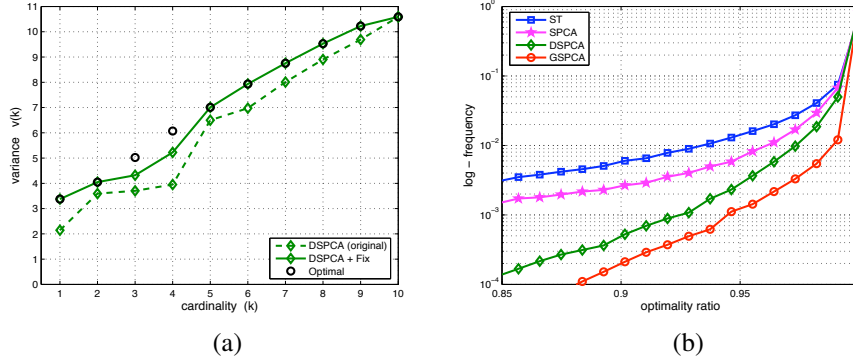 11
10
9
8
7
6
5
4
3
2
1
0
variance v(k)
1 2 3 4 5 6 7 8 9 10
cardinality (k)
DSPCA (original)
DSPCA + Fix
Optimal
(a)
10^0
10^-1
10^-2
10^-3
10^-4
log − frequency
ST
SPCA
DSPCA
GSPCA
0.85 0.9 0.95
optimality ratio
(b)